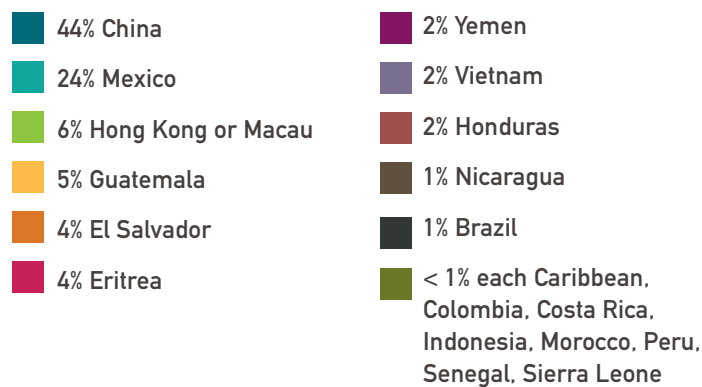 44% China
24% Mexico
6% Hong Kong or Macau
5% Guatemala
4% El Salvador
4% Eritrea
2% Yemen
2% Vietnam
2% Honduras
1% Nicaragua
1% Brazil
< 1% each Caribbean,
Colombia, Costa Rica,
Indonesia, Morocco, Peru,
Senegal, Sierra Leone